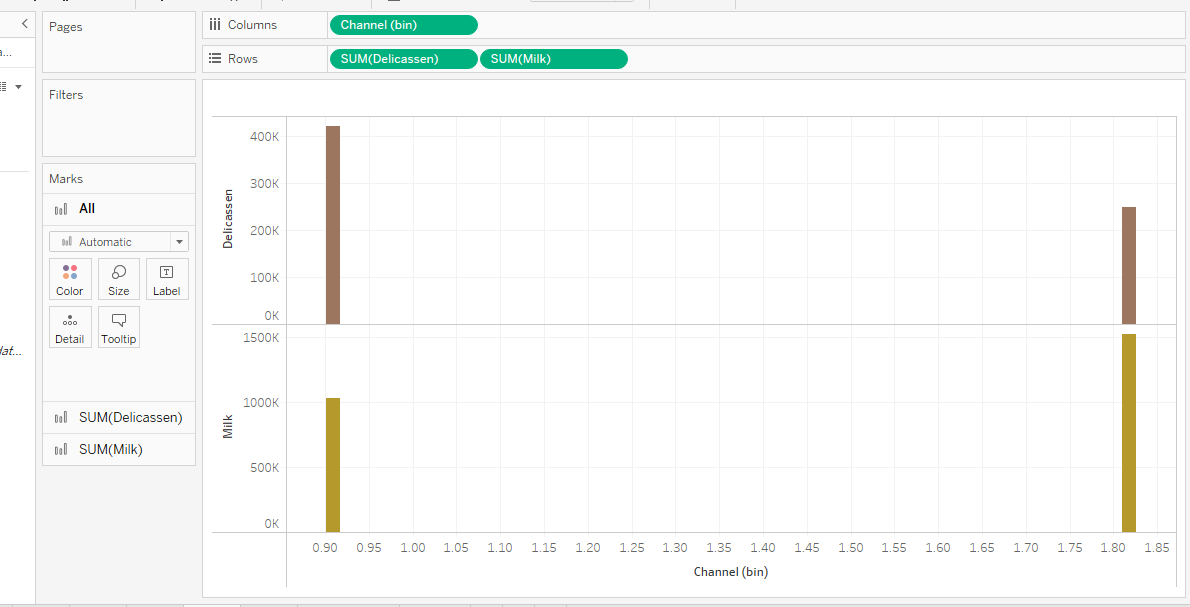 Pages
Columns
Channel (bin)
Rows
SUM(Delicassen)
SUM(Milk)
Filters
Marks
All
Automatic
Color
Size
Label
Detail
Tooltip
SUM(Delicassen)
SUM(Milk)
Delicassen
400K
300K
200K
100K
0K
Milk
1500K
1000K
500K
0K
0.90 0.95 1.00 1.05 1.10 1.15 1.20 1.25 1.30 1.35 1.40 1.45 1.50 1.55 1.60 1.65 1.70 1.75 1.80 1.85
Channel (bin)